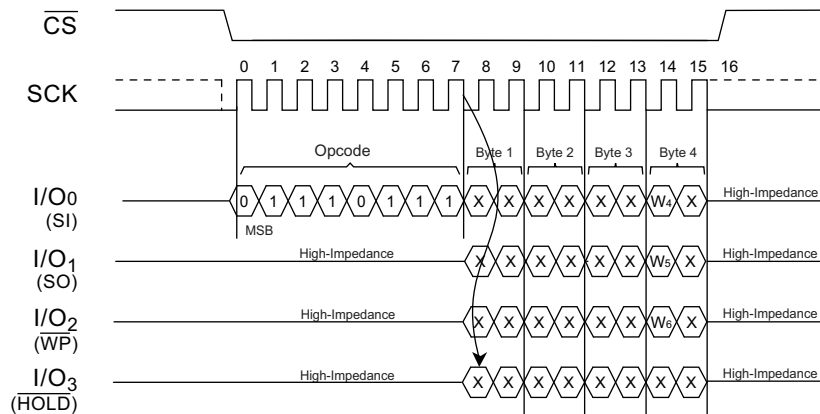 CS
0 1 2 3 4 5 6 7 8 9 10 11 12 13 14 15 16
SCK
Opcode Byte 1 Byte 2 Byte 3 Byte 4
I/O0 0 1 1 1 0 1 1 1 X X X X X X W4 X High-Impedance
(SI)
MSB
I/O1 High-Impedance X X X X X X W5 X High-Impedance
(SO)
I/O2 High-Impedance X X X X X X W6 X High-Impedance
(WP)
I/O3 High-Impedance X X X X X X X X High-Impedance
(HOLD)